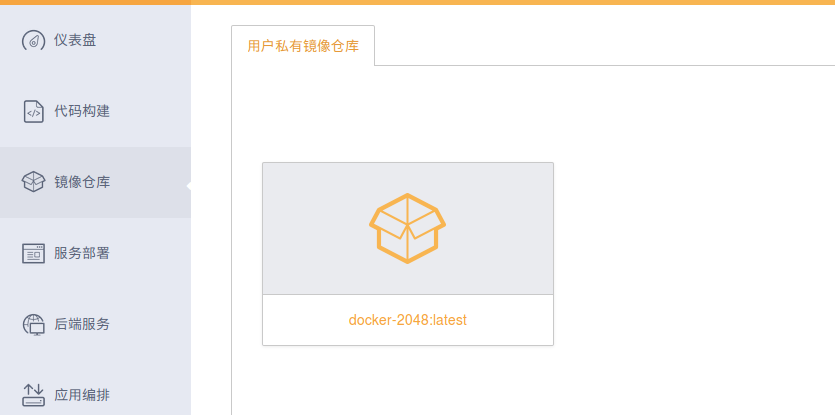 仪表盘
代码构建
镜像仓库
服务部署
后端服务
应用编排
用户私有镜像仓库
docker-2048:latest